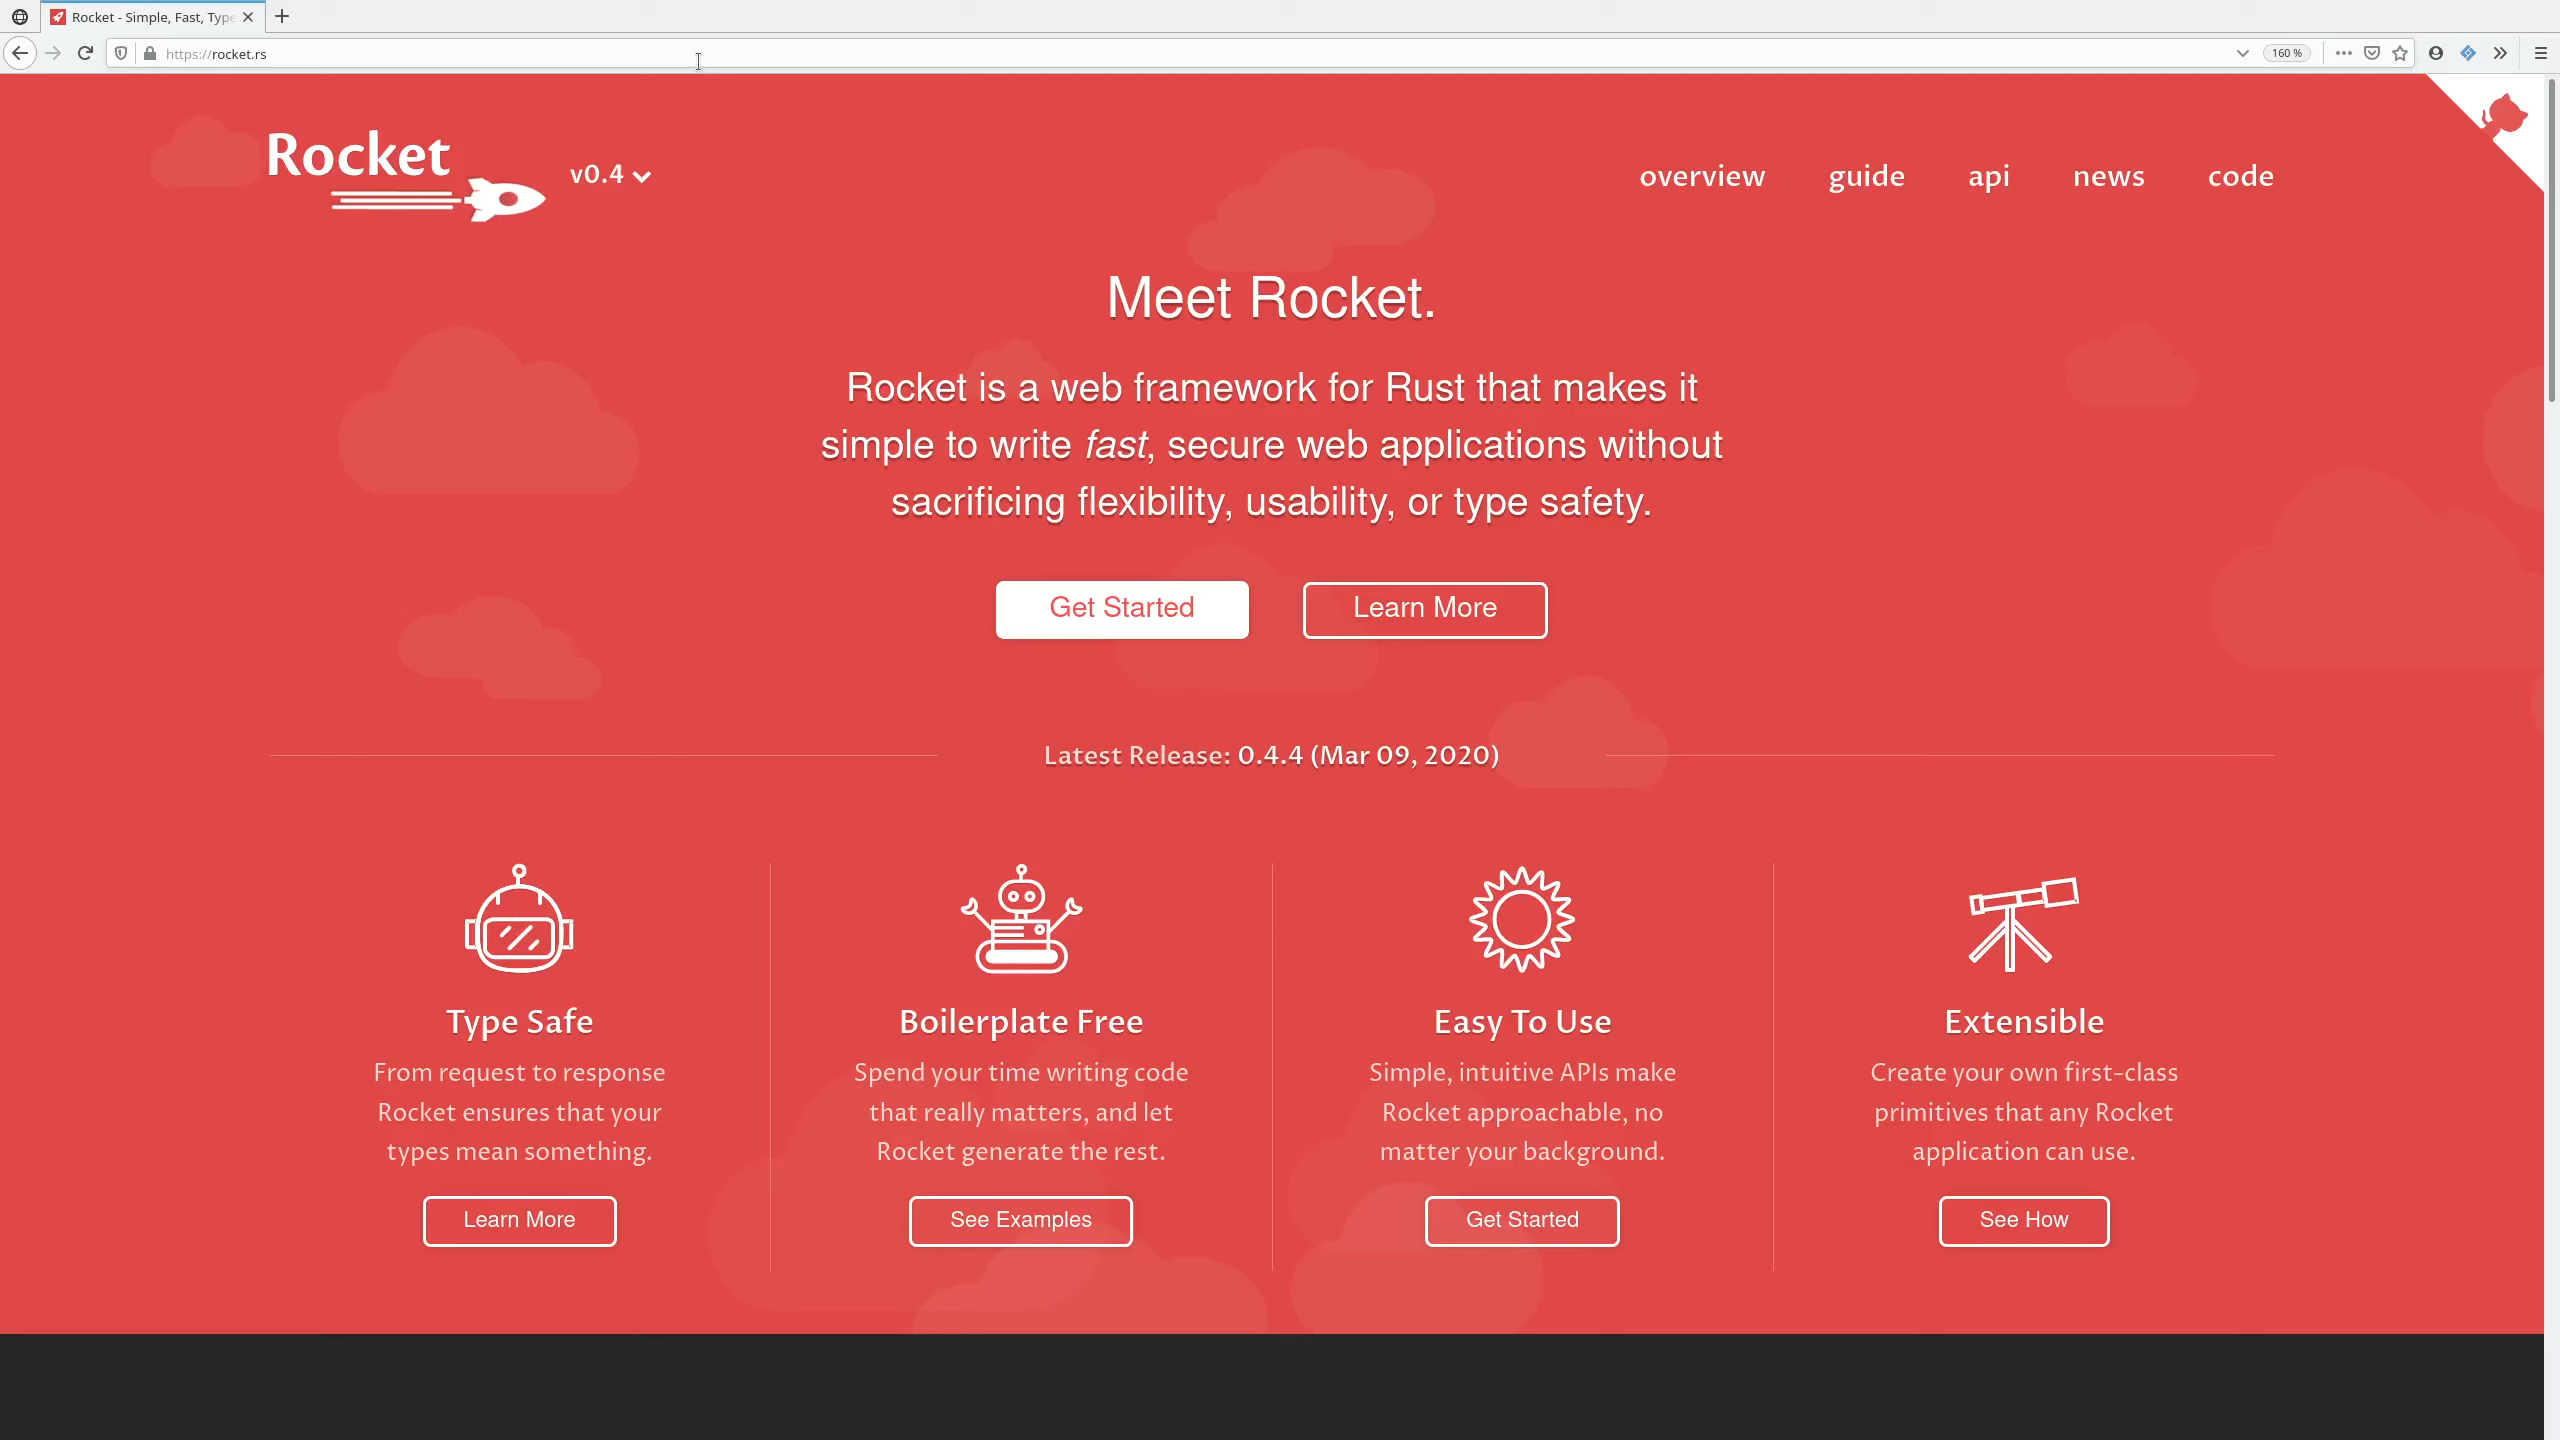 Rocket - Simple, Fast, Type
https://rocket.rs
160 %
Rocket
v0.4
overview
guide
api
news
code
Meet Rocket.
Rocket is a web framework for Rust that makes it
simple to write fast, secure web applications without
sacrificing flexibility, usability, or type safety.
Get Started
Learn More
Latest Release: 0.4.4 (Mar 09, 2020)
Type Safe
From request to response
Rocket ensures that your
types mean something.
Learn More
Boilerplate Free
Spend your time writing code
that really matters, and let
Rocket generate the rest.
See Examples
Easy To Use
Simple, intuitive APIs make
Rocket approachable, no
matter your background.
Get Started
Extensible
Create your own first-class
primitives that any Rocket
application can use.
See How